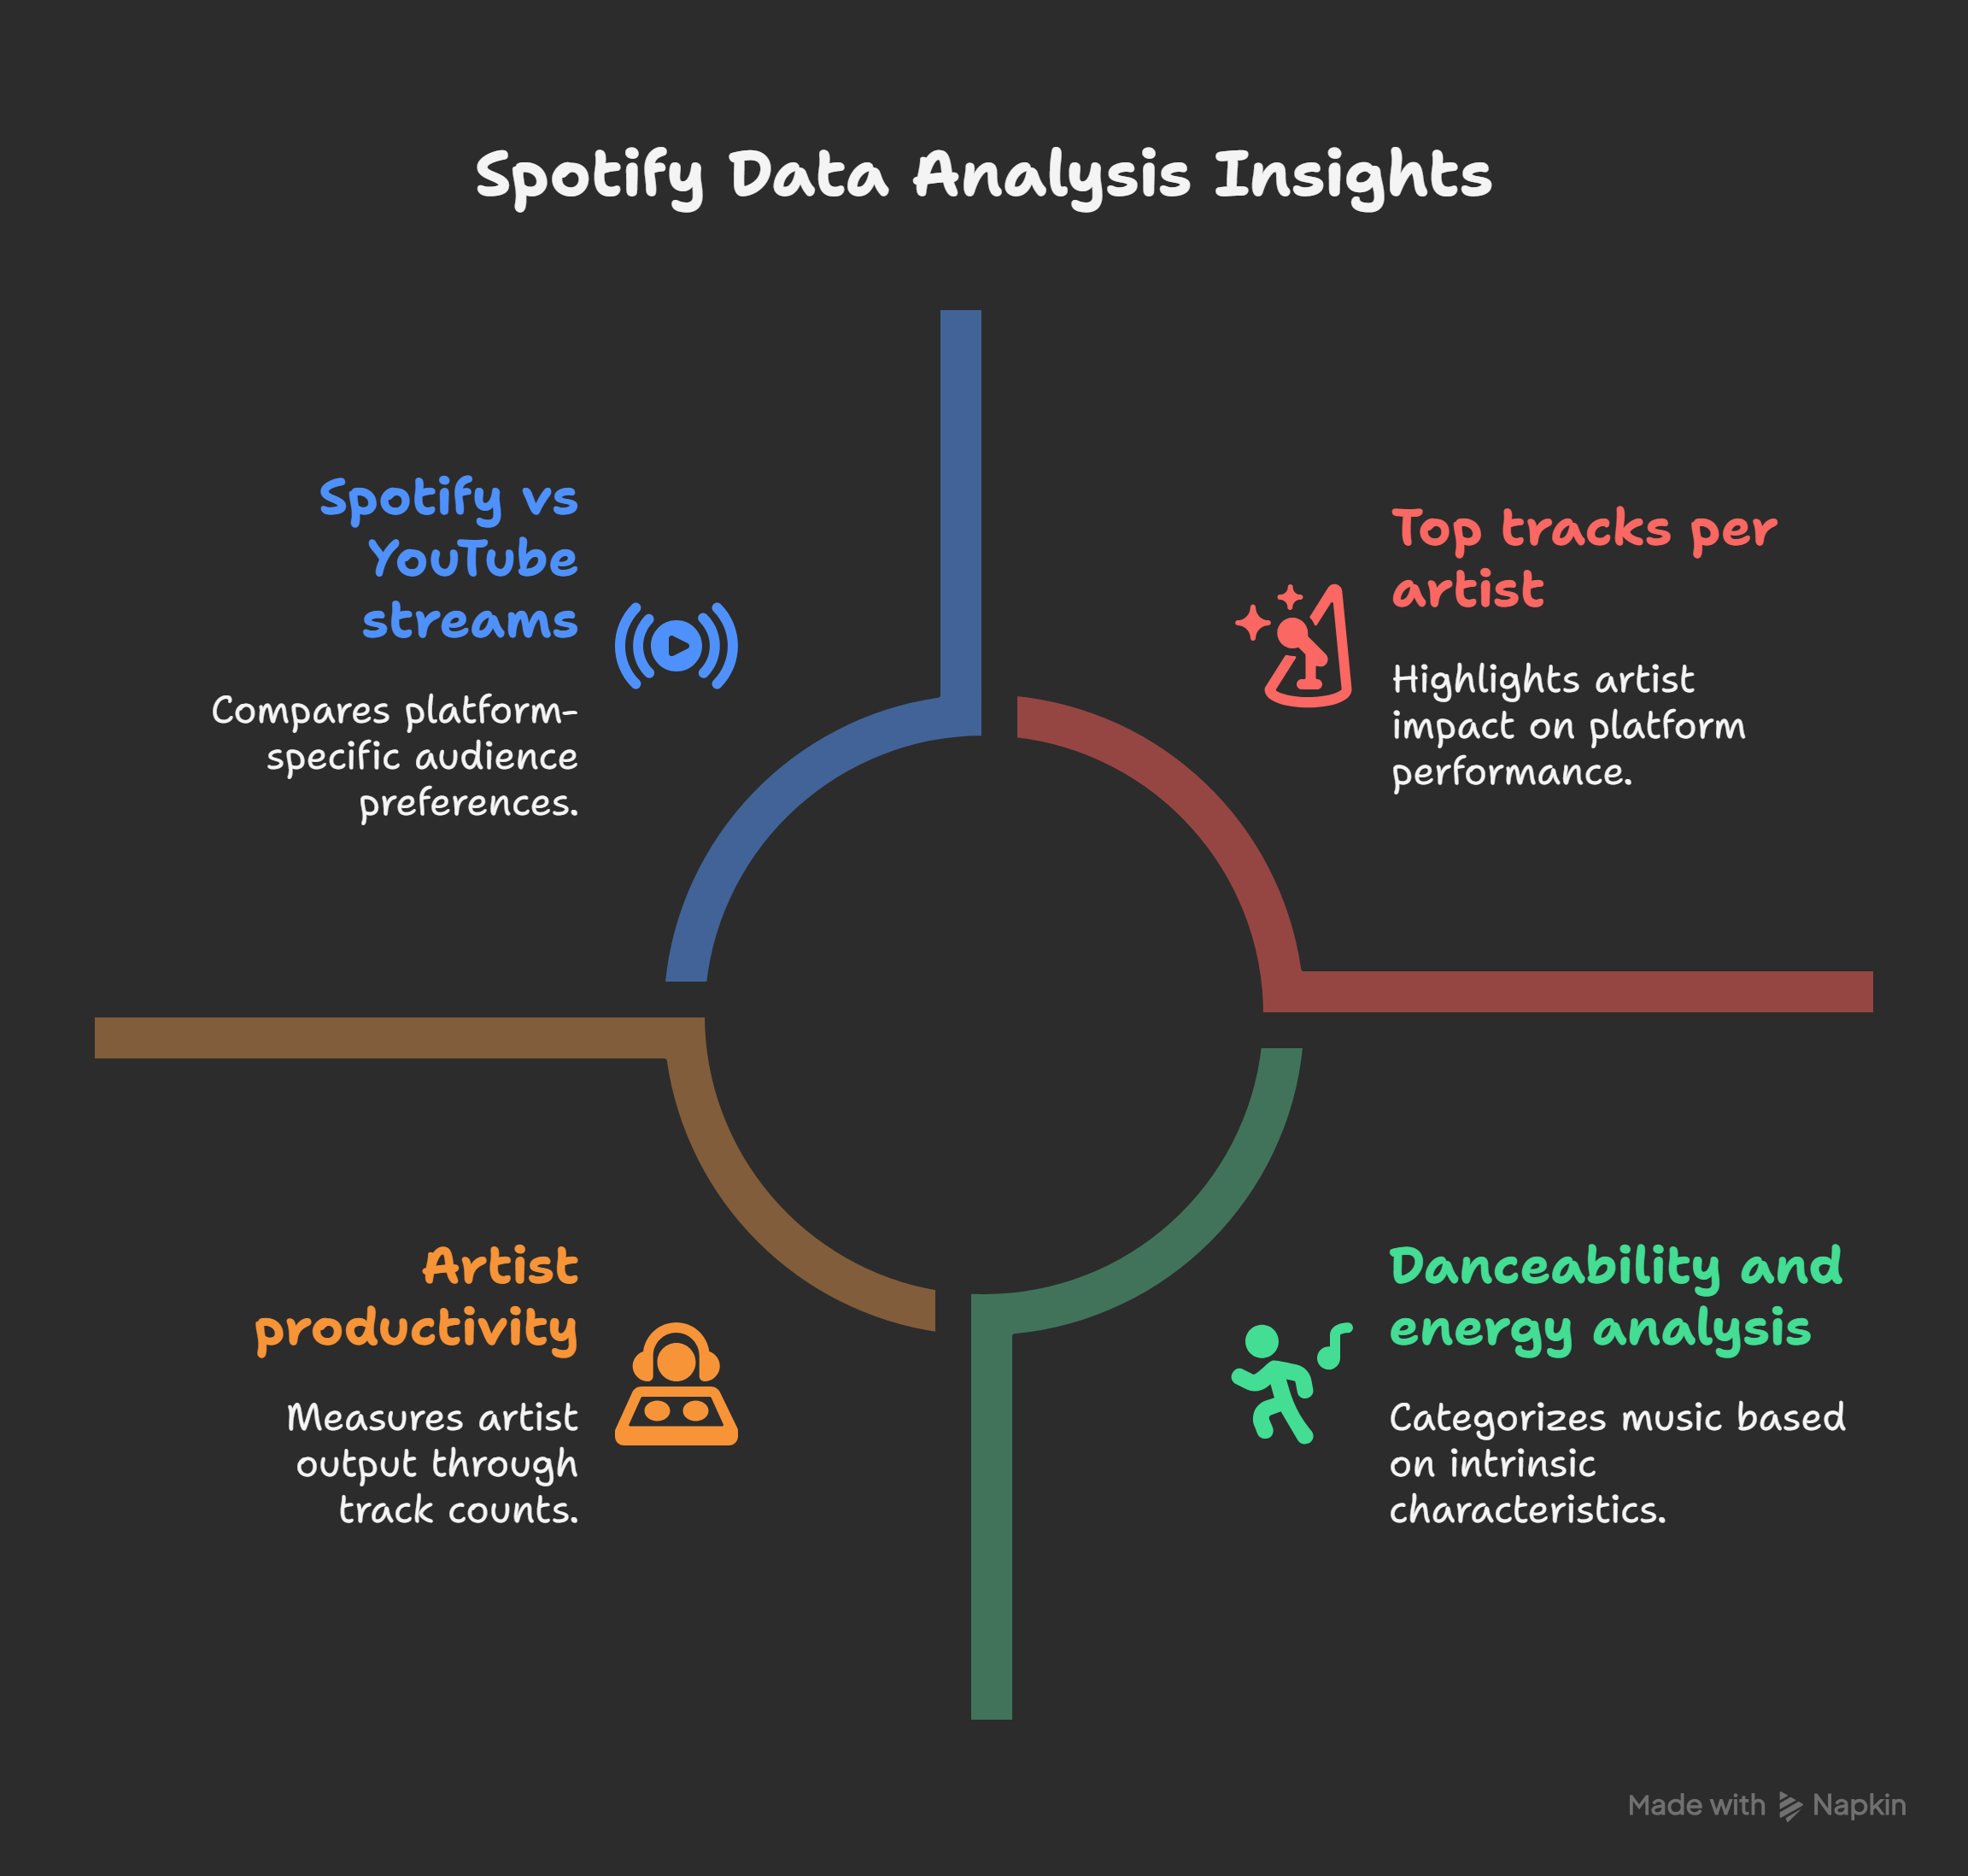 Spotify Data Analysis Insights
Spotify vs
YouTube
streams
Compares platform-
specific audience
preferences.
Top tracks per
artist
Highlights artist
impact on platform
performance.
Artist
productivity
Measures artist
output through
track counts.
Danceability and
energy analysis
Categorizes music based
on intrinsic
characteristics.
Made with Napkin